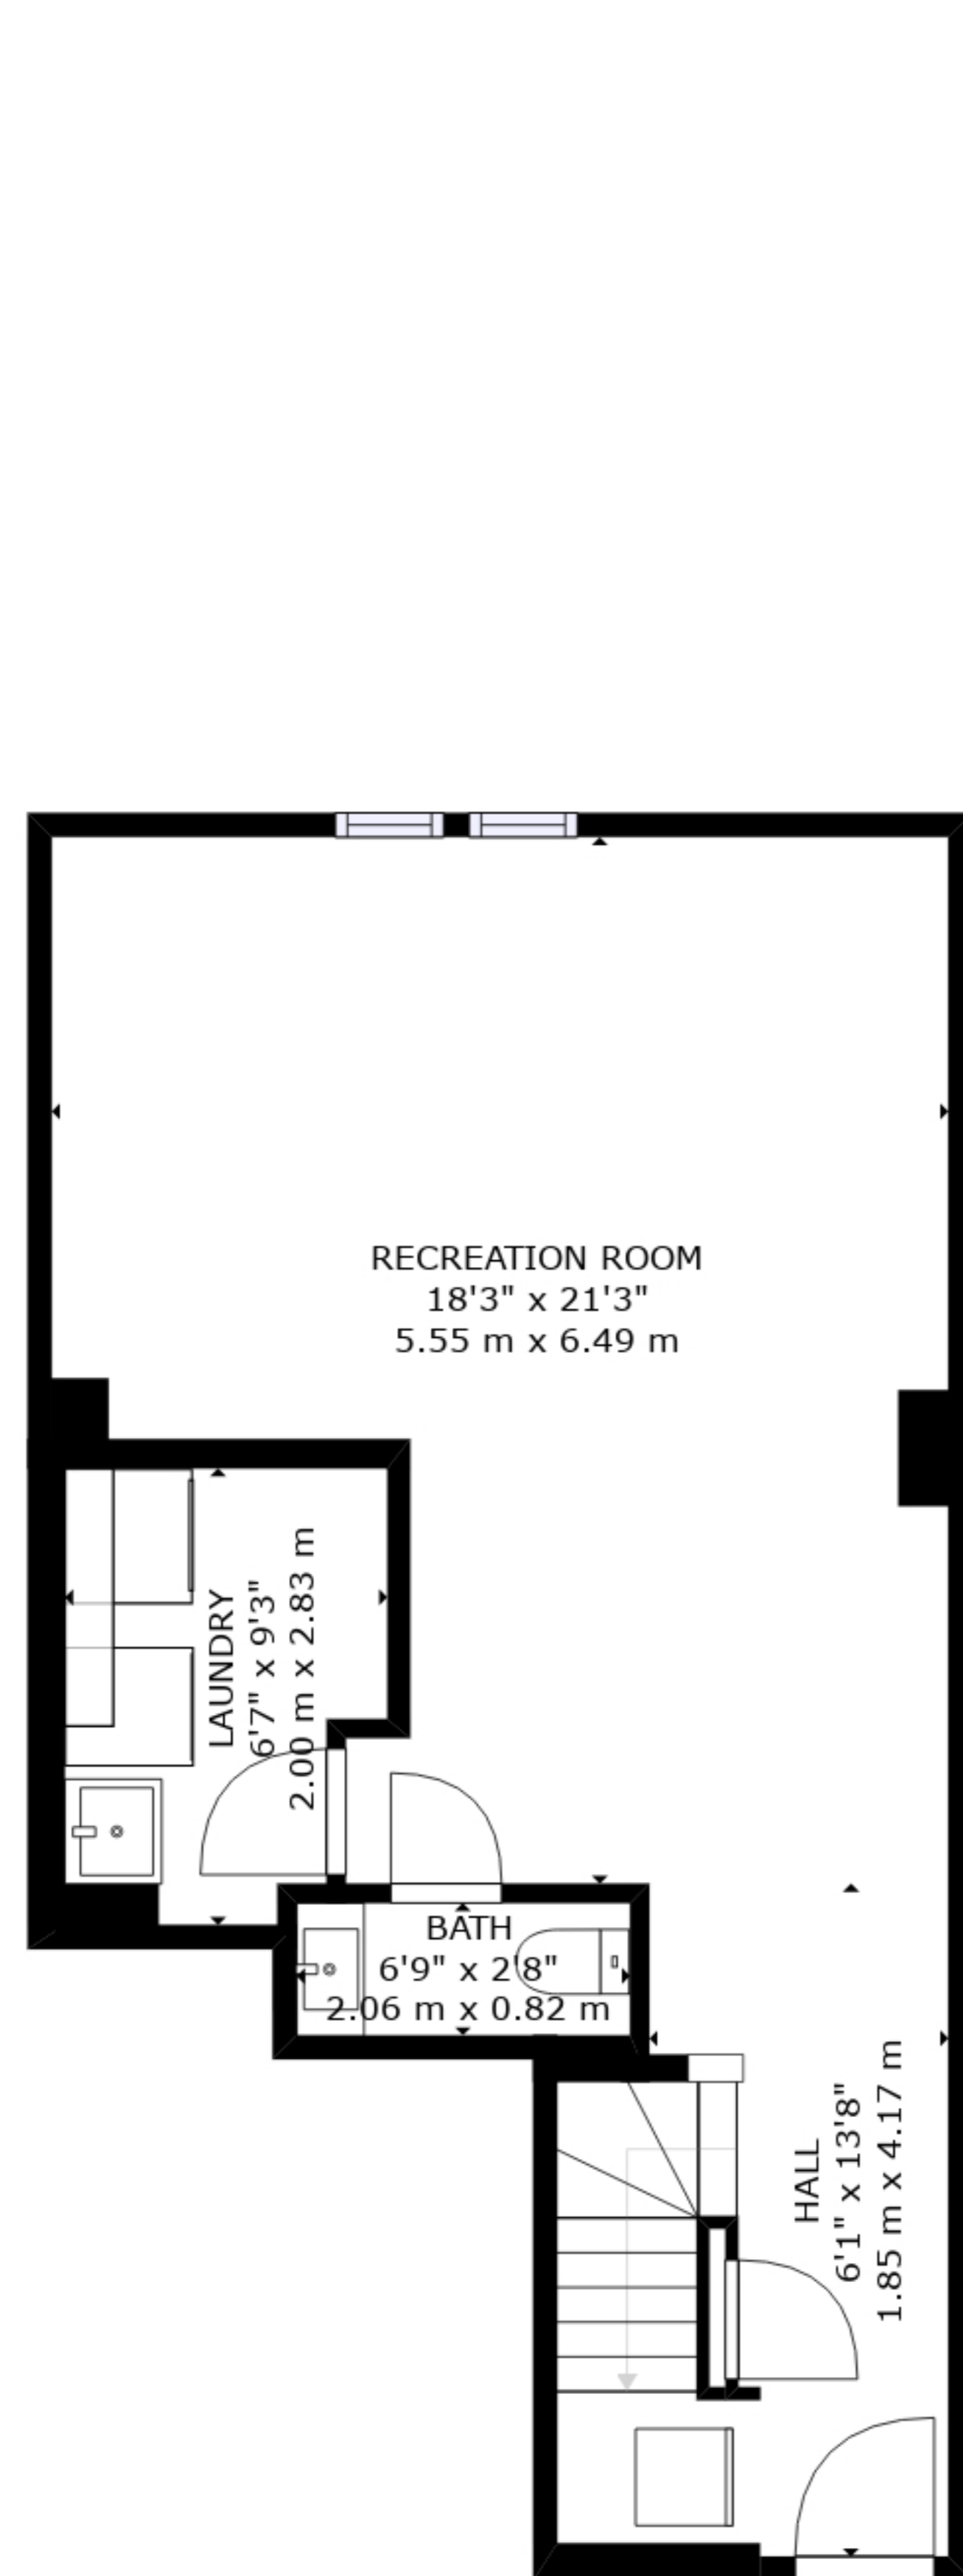 RECREATION ROOM
18'3" x 21'3"
5.55 m x 6.49 m
LAUNDRY
6'7" x 9'3"
2.00 m x 2.83 m
BATH
6'9" x 2'8"
2.06 m x 0.82 m
HALL
6'1" x 13'8"
1.85 m x 4.17 m